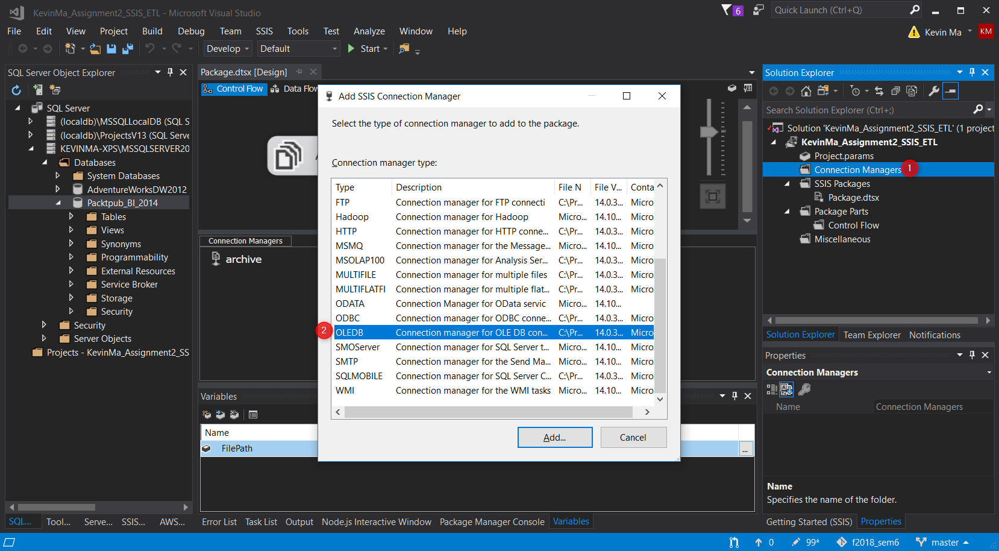 KevinMa_Assignment2_SSIS_ETL - Microsoft Visual Studio
6
Quick Launch (Ctrl+Q)
File Edit View Project Build Debug Team SSIS Tools Test Analyze Window Help
Kevin Ma
KM
Develop
Default
Start
SQL Server Object Explorer
SQL Server
(localdb)\MSSQLLocalDB (SQL S
(localdb)\ProjectsV13 (SQL Serve
KEVINMA-XPS\MSSQLSERVER20
Databases
System Databases
AdventureWorksDW2012
Packtpub_BI_2014
Tables
Views
Synonyms
Programmability
External Resources
Service Broker
Storage
Security
Security
Server Objects
Projects - KevinMa_Assignment2_SS
SQL... Tool... Serve... SSIS... AWS...
Package.dtsx [Design]
Control Flow
Data Flow
Connection Managers
archive
Variables
Name
FilePath
...
Error List Task List Output Node.js Interactive Window Package Manager Console Variables
Add SSIS Connection Manager
Select the type of connection manager to add to the package.
Connection manager type:
Type Description File N File V... Conta
FTP Connection manager for FTP connecti C:\Pr... 14.0.3... Micro
Hadoop Connection manager for Hadoop Micro... 14.10... Micro
HTTP Connection manager for HTTP conne... C:\Pr... 14.0.3... Micro
MSMQ Connection manager for the Message... Micro... 14.10... Micro
MSOLAP100 Connection manager for Analysis Ser... C:\Pr... 14.0.3... Micro
MULTIFILE Connection manager for multiple files C:\Pr... 14.0.3... Micro
MULTIFLATFI Connection manager for multiple flat... C:\Pr... 14.0.3... Micro
ODATA Connection Manager for OData servic Micro... 14.10...
ODBC Connection manager for ODBC conne... C:\Pr... 14.0.3... Micro
2 OLEDB Connection manager for OLE DB con... C:\Pr... 14.0.3... Micro
SMOServer Connection manager for SQL Server t... Micro... 14.10... Micro
SMTP Connection manager for the Send Ma... Micro... 14.10... Micro
SQLMOBILE Connection manager for SQL Server C... C:\Pr... 14.0.3... Micro
WMI Connection manager for the WMI tasks Micro... 14.10... Micro
Add...
Cancel
Solution Explorer
Search Solution Explorer (Ctrl+;)
Solution 'KevinMa_Assignment2_SSIS_ETL' (1 project
KevinMa_Assignment2_SSIS_ETL
Project.params
Connection Managers 1
SSIS Packages
Package.dtsx
Package Parts
Control Flow
Miscellaneous
Solution Explorer Team Explorer Notifications
Properties
Connection Managers
Name Connection Managers
Name
Specifies the name of the folder.
Getting Started (SSIS) Properties
0 99* f2018_sem6 master